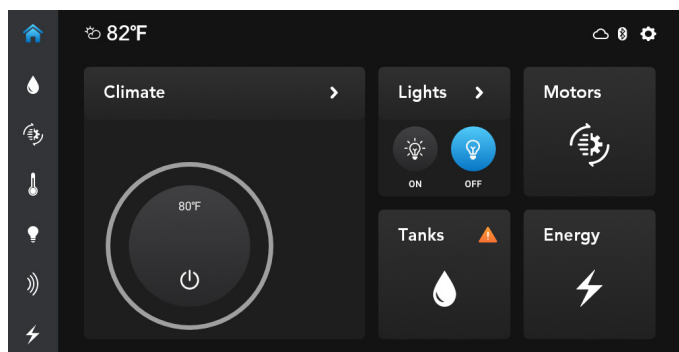 82°F
Climate
Lights
Motors
ON
OFF
80°F
Tanks
Energy